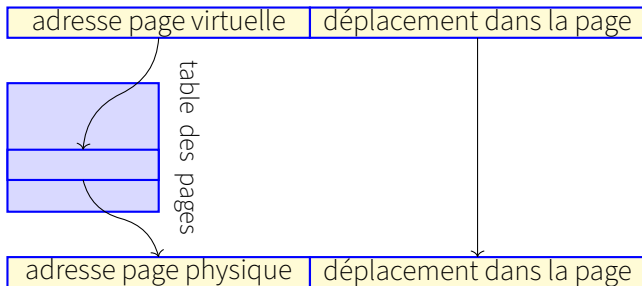 adresse page virtuelle
déplacement dans la page
table des pages
adresse page physique
déplacement dans la page